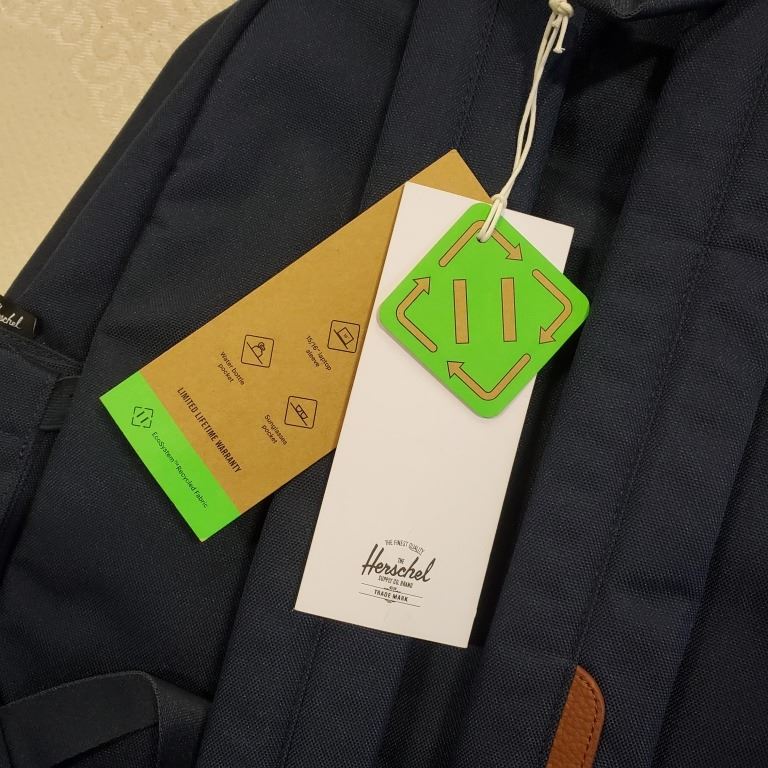 Water bottle
pocket
15/16" laptop
sleeve
Sunglasses
pocket
LIMITED LIFETIME WARRANTY
EcoSystem™ Recycled Fabric
THE FINEST QUALITY
THE
Herschel
SUPPLY CO. BRAND
TRADE MARK